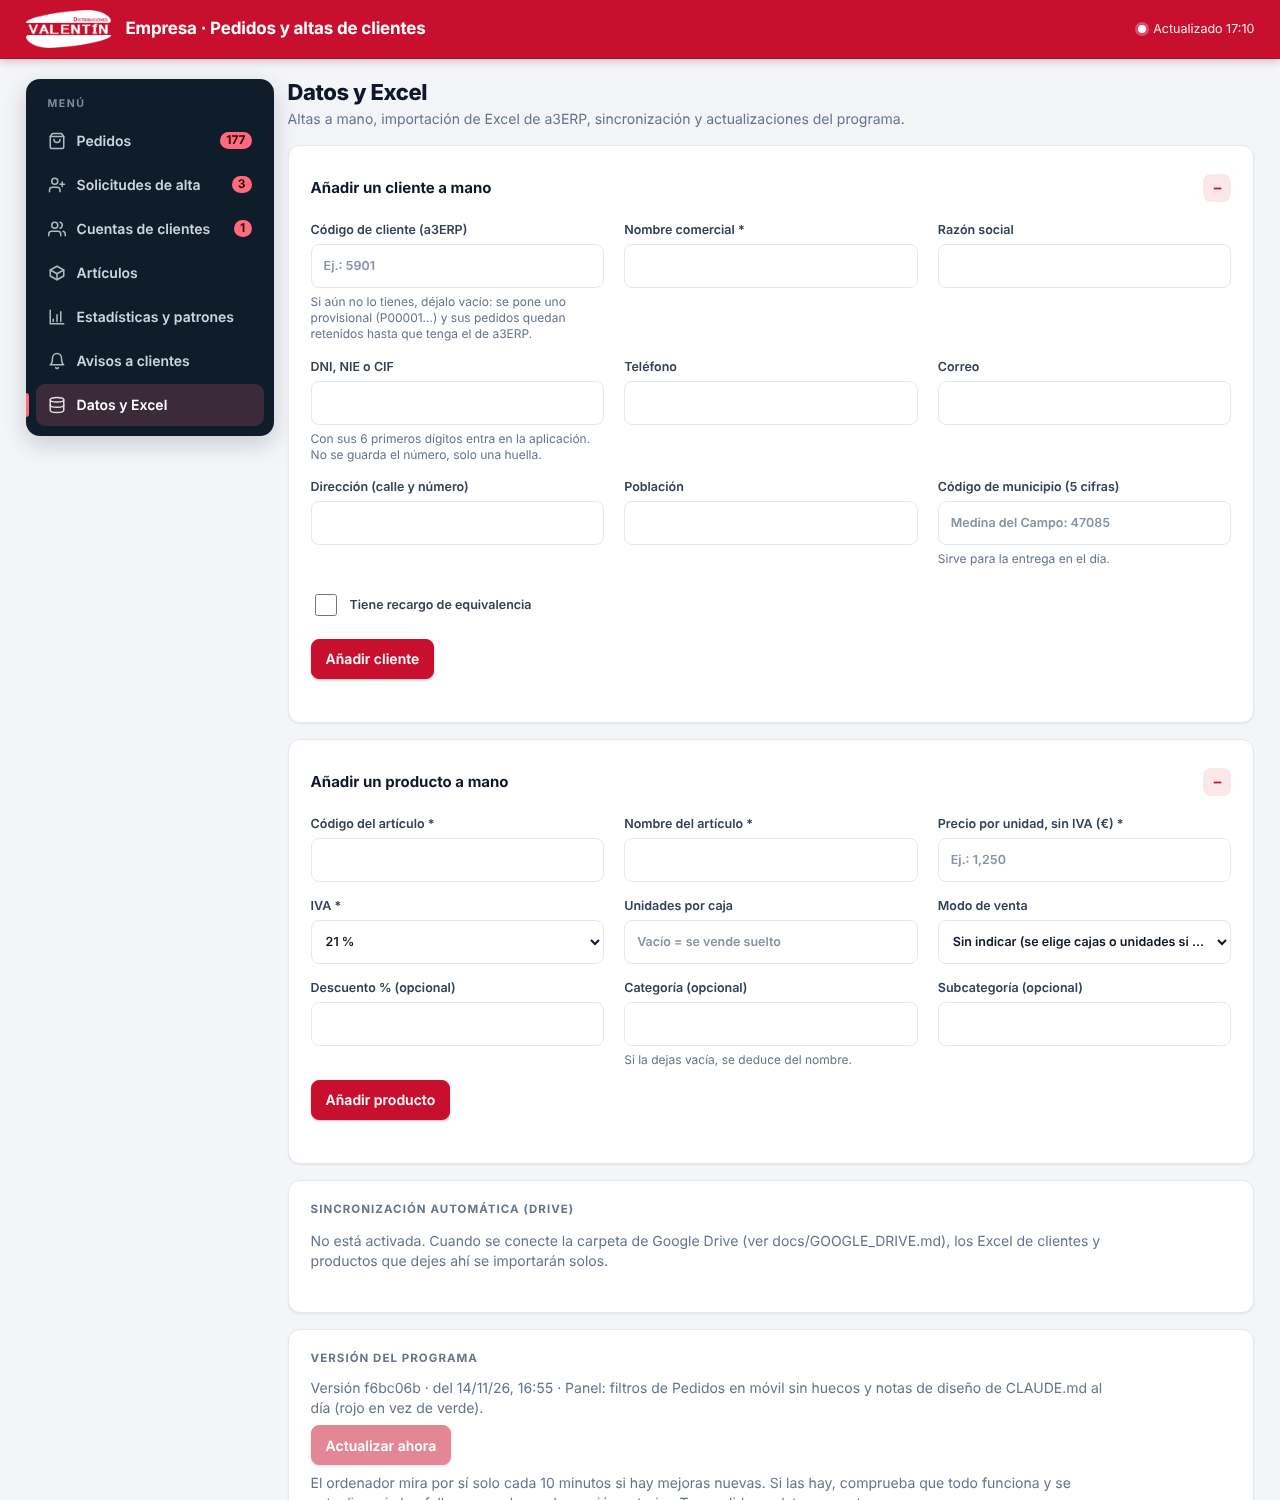 Distribuciones
VALENTÍN
Empresa · Pedidos y altas de clientes
Actualizado 17:10
MENÚ
Pedidos 177
Solicitudes de alta 3
Cuentas de clientes 1
Artículos
Estadísticas y patrones
Avisos a clientes
Datos y Excel
Datos y Excel
Altas a mano, importación de Excel de a3ERP, sincronización y actualizaciones del programa.
Añadir un cliente a mano
–
Código de cliente (a3ERP)
Nombre comercial *
Razón social
Ej.: 5901
Si aún no lo tienes, déjalo vacío: se pone uno
provisional (P00001…) y sus pedidos quedan
retenidos hasta que tenga el de a3ERP.
DNI, NIE o CIF
Teléfono
Correo
Con sus 6 primeros dígitos entra en la aplicación.
No se guarda el número, solo una huella.
Dirección (calle y número)
Población
Código de municipio (5 cifras)
Medina del Campo: 47085
Sirve para la entrega en el día.
Tiene recargo de equivalencia
Añadir cliente
Añadir un producto a mano
–
Código del artículo *
Nombre del artículo *
Precio por unidad, sin IVA (€) *
Ej.: 1,250
IVA *
Unidades por caja
Modo de venta
21 %
Vacío = se vende suelto
Sin indicar (se elige cajas o unidades si ...
Descuento % (opcional)
Categoría (opcional)
Subcategoría (opcional)
Si la dejas vacía, se deduce del nombre.
Añadir producto
SINCRONIZACIÓN AUTOMÁTICA (DRIVE)
No está activada. Cuando se conecte la carpeta de Google Drive (ver docs/GOOGLE_DRIVE.md), los Excel de clientes y
productos que dejes ahí se importarán solos.
VERSIÓN DEL PROGRAMA
Versión f6bc06b · del 14/11/26, 16:55 · Panel: filtros de Pedidos en móvil sin huecos y notas de diseño de CLAUDE.md al
día (rojo en vez de verde).
Actualizar ahora
El ordenador mira por sí solo cada 10 minutos si hay mejoras nuevas. Si las hay, comprueba que todo funciona y se